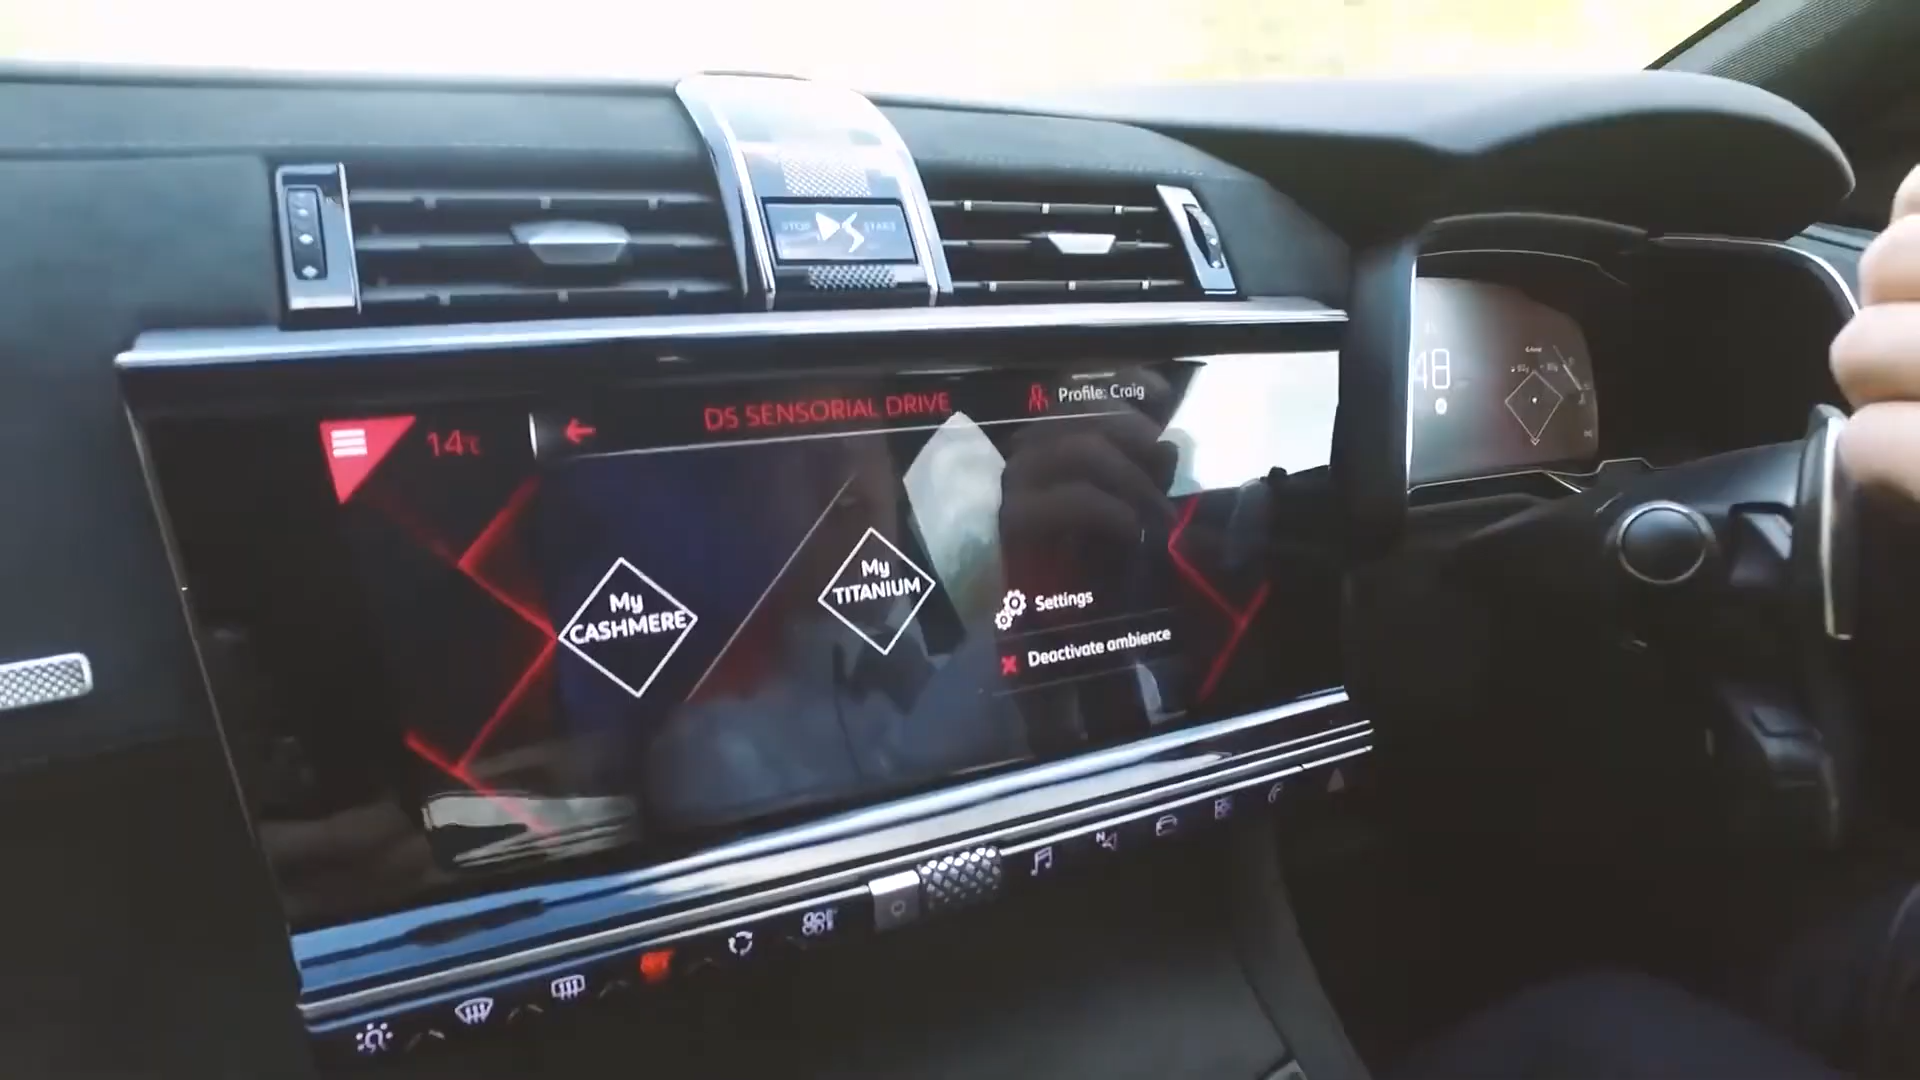 STOP START
DS SENSORIAL DRIVE
Profile: Craig
14°C
My
CASHMERE
My
TITANIUM
Settings
Deactivate ambience
48